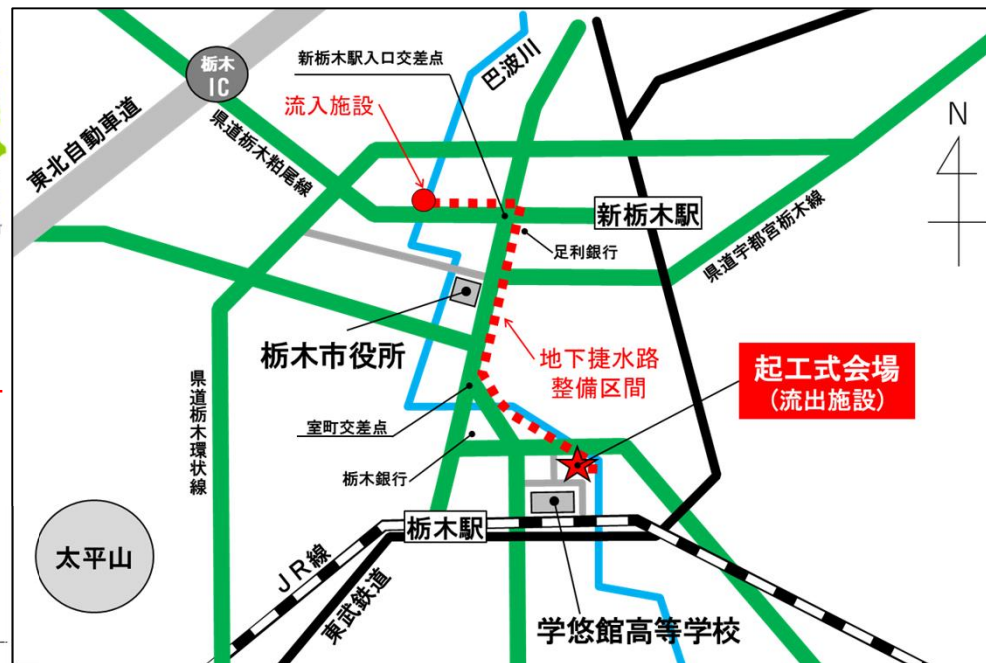 栃木
IC
新栃木駅入口交差点
巴波川
流入施設
東北自動車道
県道栃木粕尾線
N
新栃木駅
足利銀行
県道宇都宮栃木線
栃木市役所
地下捷水路
整備区間
起工式会場
（流出施設）
県道栃木環状線
室町交差点
栃木銀行
栃木駅
太平山
JR線
東武鉄道
学悠館高等学校